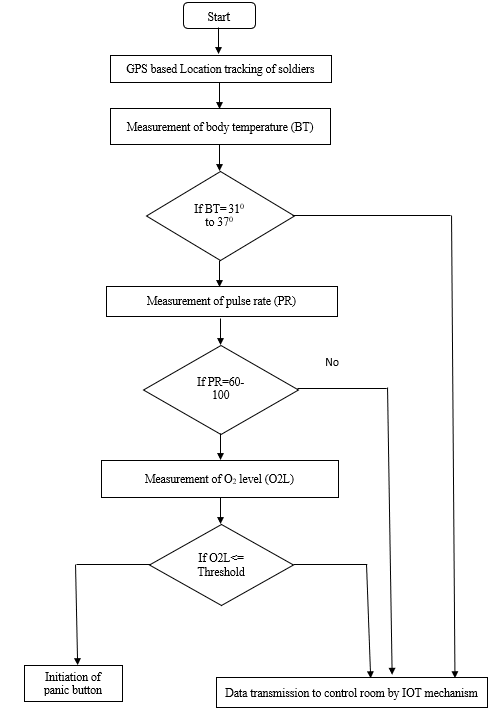 Start
GPS based Location tracking of soldiers
Measurement of body temperature (BT)
If BT= 31⁰
to 37⁰
Measurement of pulse rate (PR)
No
If PR=60-
100
Measurement of O₂ level (O2L)
If O2L<=
Threshold
Initiation of
panic button
Data transmission to control room by IOT mechanism